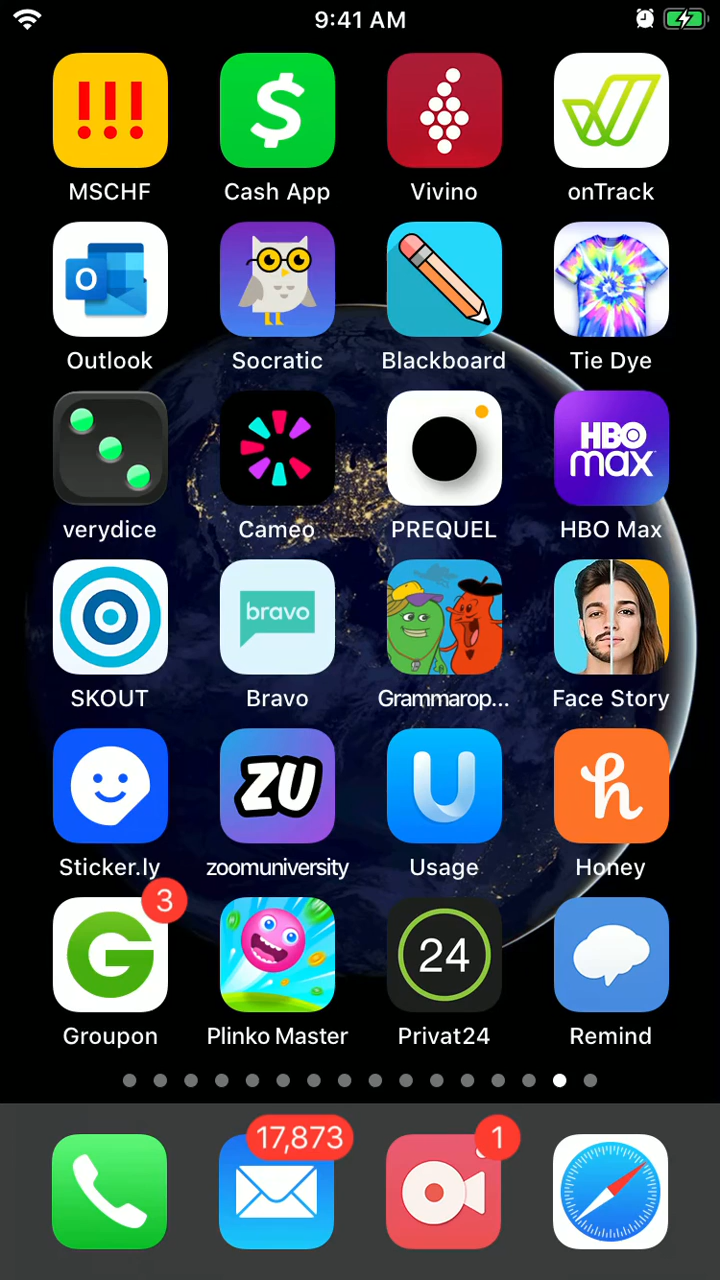 9:41 AM
!!!
$
MSCHF
Cash App
Vivino
onTrack
O
Outlook
Socratic
Blackboard
Tie Dye
HBO
max
verydice
Cameo
PREQUEL
HBO Max
bravo
SKOUT
Bravo
Grammarop...
Face Story
ZU
U
h
Sticker.ly
zoomuniversity
Usage
Honey
3
G
24
Groupon
Plinko Master
Privat24
Remind
17,873
1